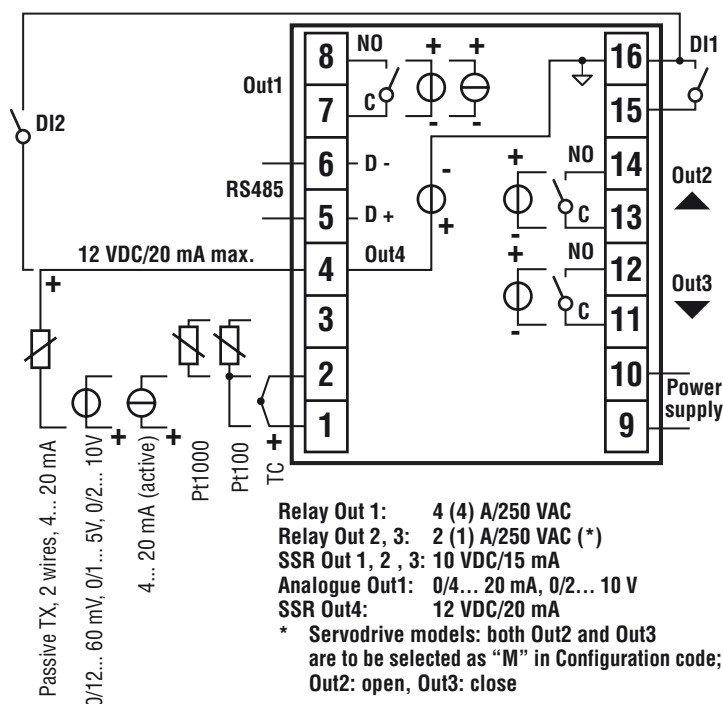 8
NO
+
+
16
DI1
Out1
7
C
-
-
15
DI2
6
D -
-
+
NO
14
Out2
RS485
5
D +
+
-
C
13
12 VDC/20 mA max.
4
Out4
+
NO
12
Out3
+
3
-
C
11
2
10
Power
supply
1
9
+
+
+
Passive TX, 2 wires, 4... 20 mA
0/12... 60 mV, 0/1... 5V, 0/2... 10V
4... 20 mA (active)
Pt1000
Pt100
TC
Relay Out 1: 4 (4) A/250 VAC
Relay Out 2, 3: 2 (1) A/250 VAC (*)
SSR Out 1, 2 , 3: 10 VDC/15 mA
Analogue Out1: 0/4... 20 mA, 0/2... 10 V
SSR Out4: 12 VDC/20 mA
* Servodrive models: both Out2 and Out3
are to be selected as “M” in Configuration code;
Out2: open, Out3: close